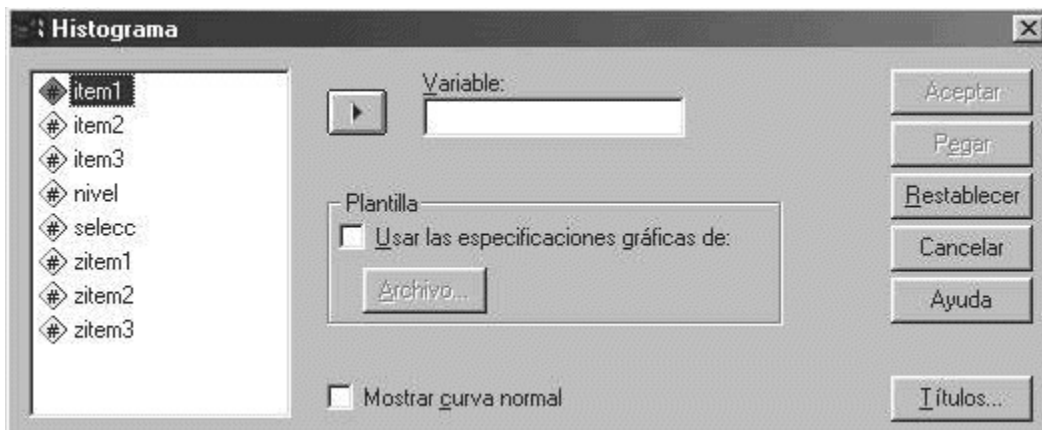 Histograma
item1
item2
item3
nivel
selecc
zitem1
zitem2
zitem3
Variable:
Plantilla
Usar las especificaciones gráficas de:
Archivo...
Mostrar curva normal
Aceptar
Pegar
Restablecer
Cancelar
Ayuda
Títulos...